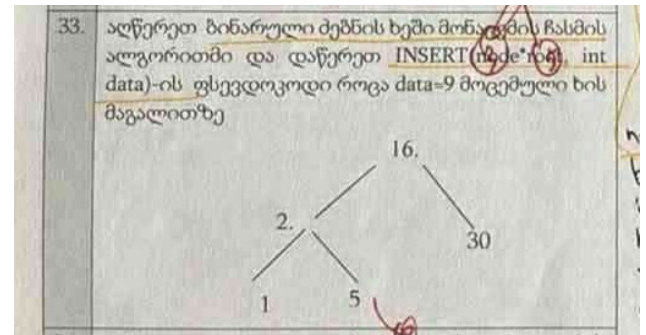 33. აღწერეთ ბინარული ძებნის ხეში მონაცემის ჩასმის
ალგორითმი და დაწერეთ INSERT(node*root, int
data)-ის ფსევდოკოდი როცა data=9 მოცემული ხის
მაგალითზე
16.
2.
30
1 5